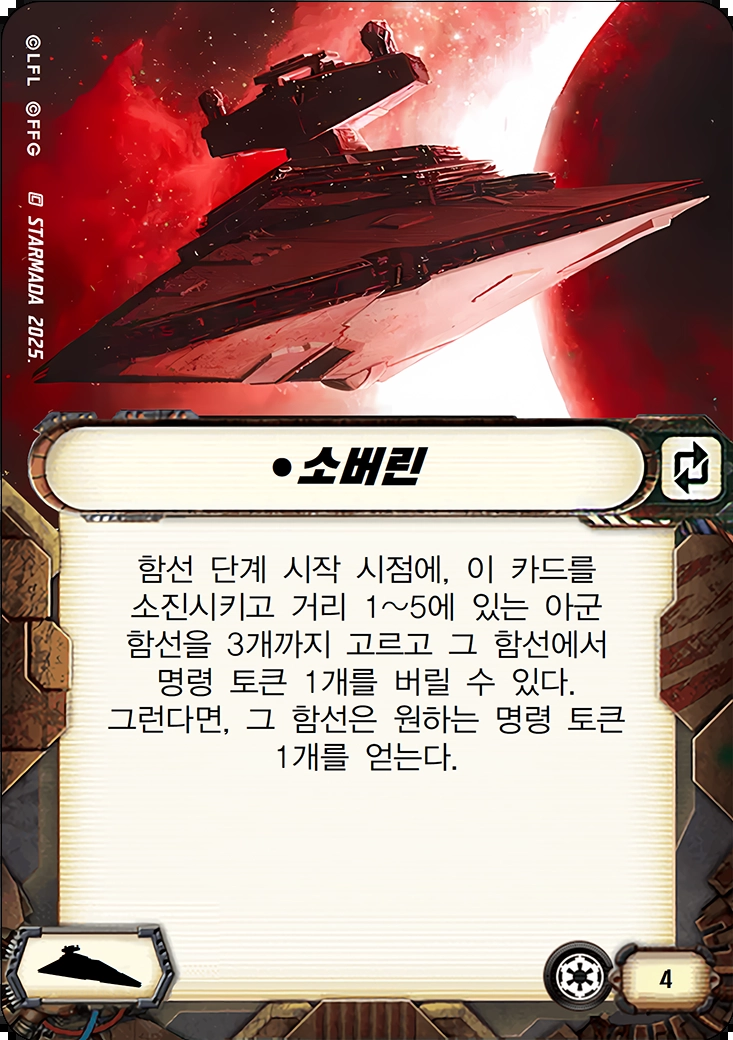 ©LFL ©FFG
STARMADA 2025.
•소버린
함선 단계 시작 시점에, 이 카드를
소진시키고 거리 1~5에 있는 아군
함선을 3개까지 고르고 그 함선에서
명령 토큰 1개를 버릴 수 있다.
그런다면, 그 함선은 원하는 명령 토큰
1개를 얻는다.
4